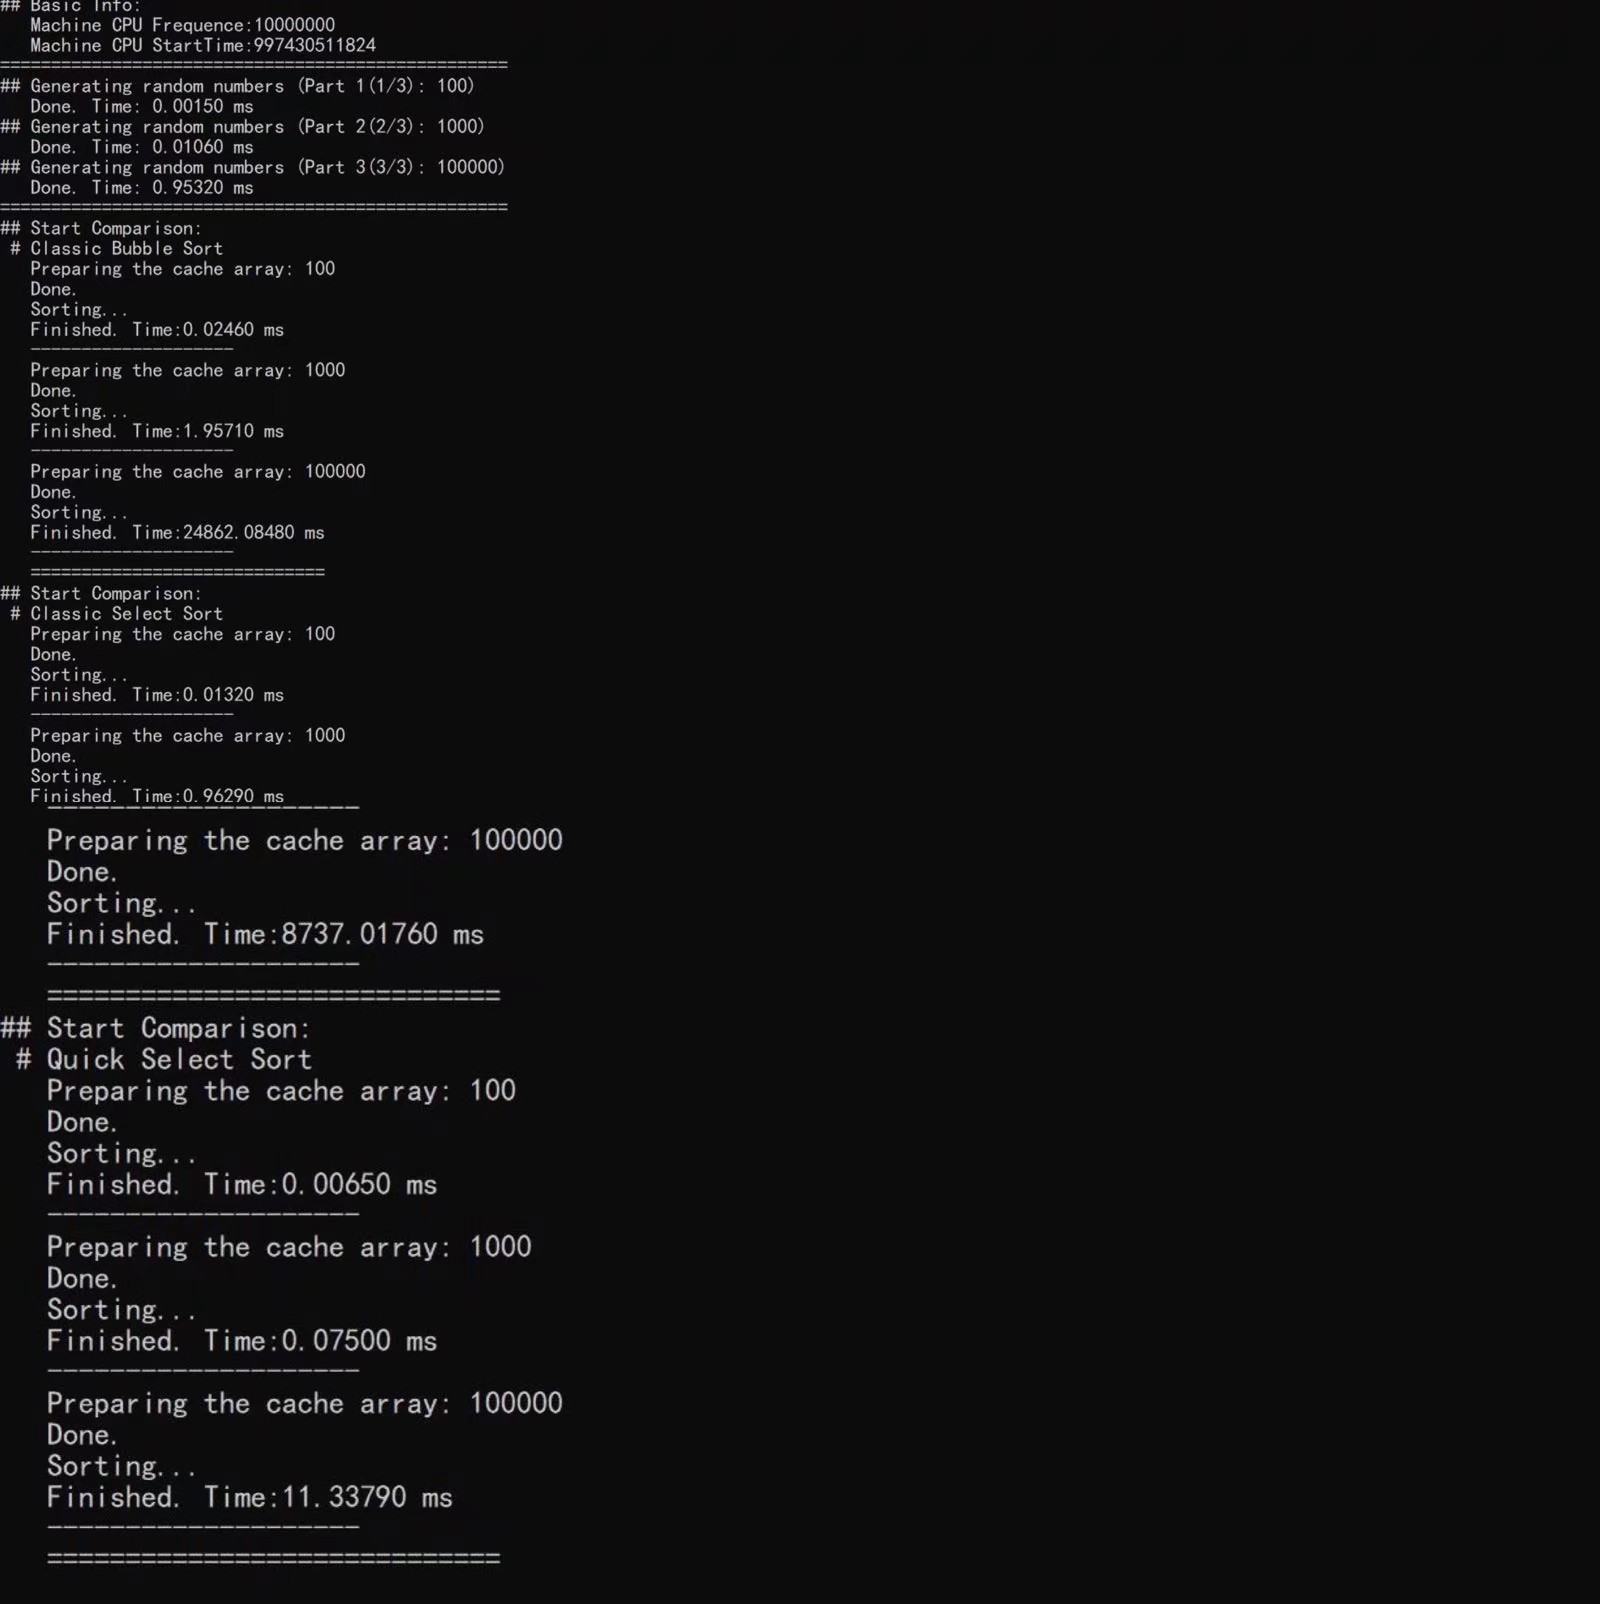 ## Basic Info:
Machine CPU Frequence:10000000
Machine CPU StartTime:997430511824
==================================================
## Generating random numbers (Part 1(1/3): 100)
Done. Time: 0.00150 ms
## Generating random numbers (Part 2(2/3): 1000)
Done. Time: 0.01060 ms
## Generating random numbers (Part 3(3/3): 100000)
Done. Time: 0.95320 ms
==================================================
## Start Comparison:
# Classic Bubble Sort
Preparing the cache array: 100
Done.
Sorting...
Finished. Time:0.02460 ms
--------------------
Preparing the cache array: 1000
Done.
Sorting...
Finished. Time:1.95710 ms
--------------------
Preparing the cache array: 100000
Done.
Sorting...
Finished. Time:24862.08480 ms
--------------------
=============================
## Start Comparison:
# Classic Select Sort
Preparing the cache array: 100
Done.
Sorting...
Finished. Time:0.01320 ms
--------------------
Preparing the cache array: 1000
Done.
Sorting...
Finished. Time:0.96290 ms
--------------------
Preparing the cache array: 100000
Done.
Sorting...
Finished. Time:8737.01760 ms
--------------------
=============================
## Start Comparison:
# Quick Select Sort
Preparing the cache array: 100
Done.
Sorting...
Finished. Time:0.00650 ms
--------------------
Preparing the cache array: 1000
Done.
Sorting...
Finished. Time:0.07500 ms
--------------------
Preparing the cache array: 100000
Done.
Sorting...
Finished. Time:11.33790 ms
--------------------
=============================